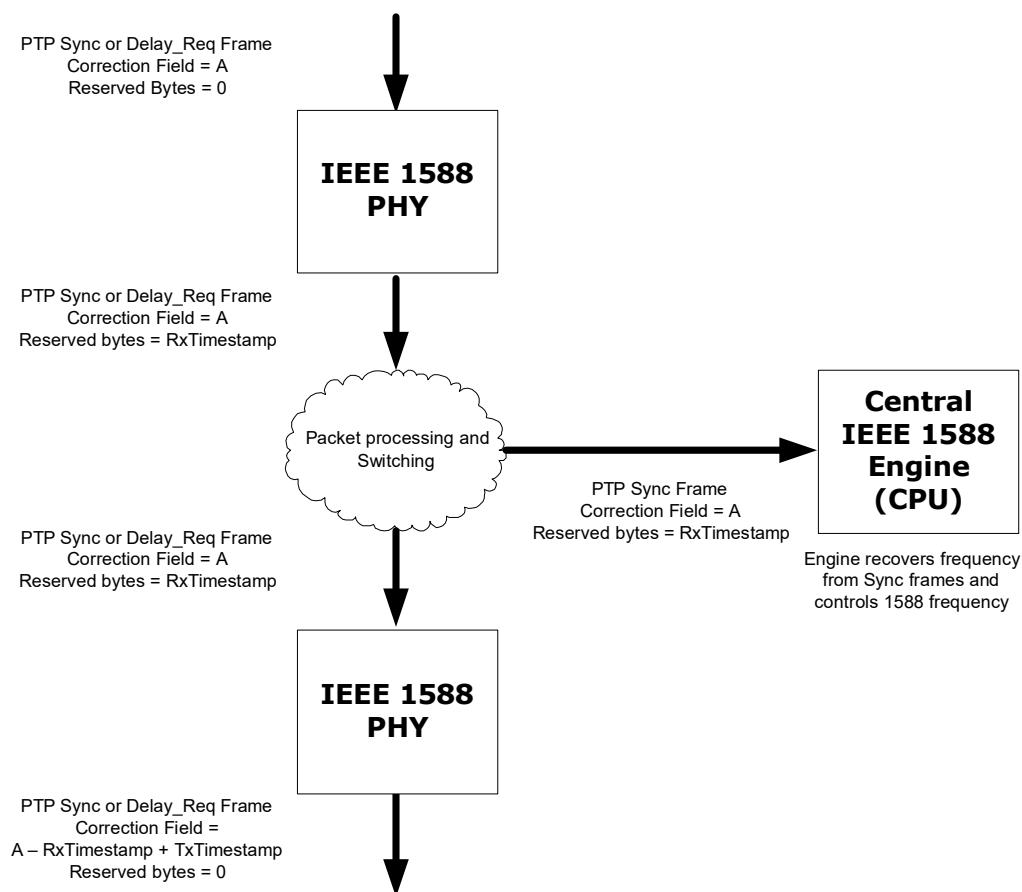 PTP Sync or Delay_Req Frame
Correction Field = A
Reserved Bytes = 0
IEEE 1588
PHY
PTP Sync or Delay_Req Frame
Correction Field = A
Reserved bytes = RxTimestamp
Packet processing and
Switching
Central
IEEE 1588
Engine
(CPU)
PTP Sync Frame
Correction Field = A
Reserved bytes = RxTimestamp
Engine recovers frequency
from Sync frames and
controls 1588 frequency
PTP Sync or Delay_Req Frame
Correction Field = A
Reserved bytes = RxTimestamp
IEEE 1588
PHY
PTP Sync or Delay_Req Frame
Correction Field =
A – RxTimestamp + TxTimestamp
Reserved bytes = 0